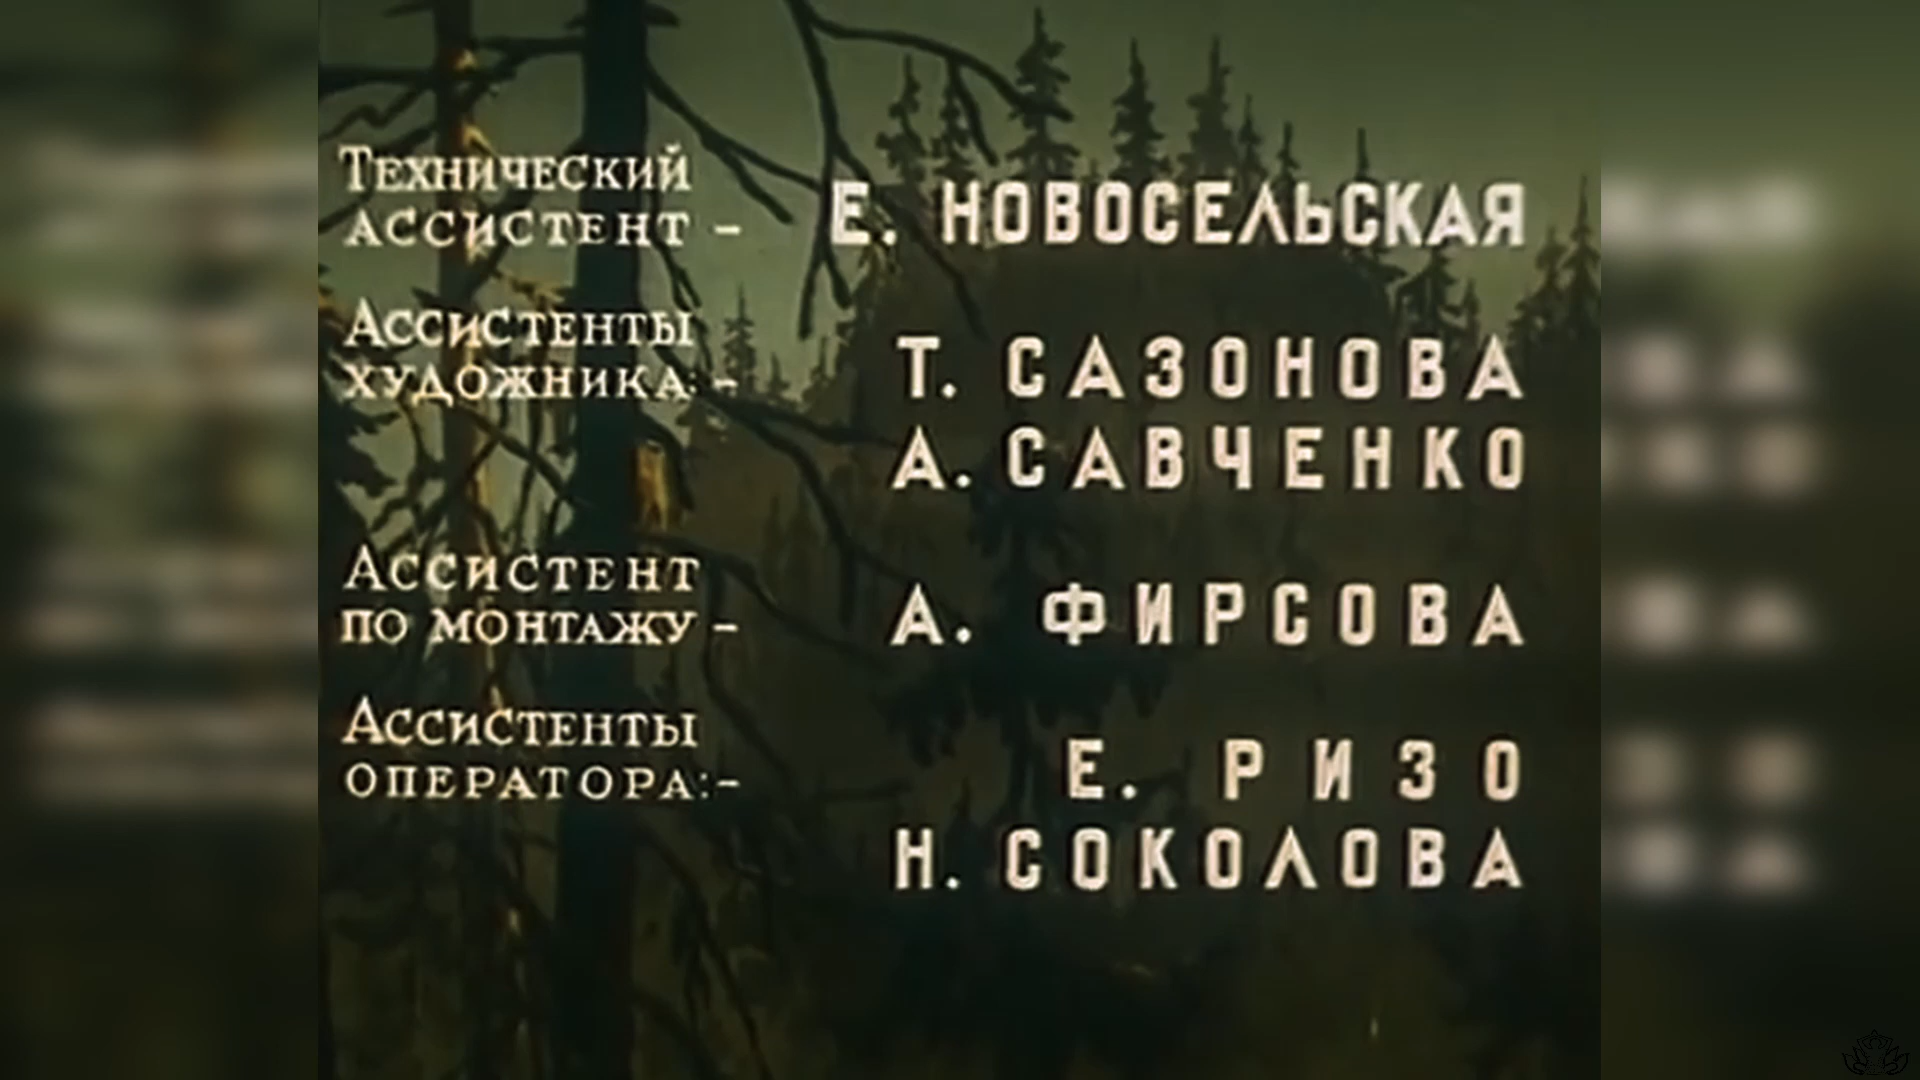 Технический
ассистент – Е. НОВОСЕЛЬСКАЯ
Ассистенты
художника:– Т. САЗОНОВА
А. САВЧЕНКО
Ассистент
по монтажу – А. ФИРСОВА
Ассистенты
оператора:– Е. РИЗО
Н. СОКОЛОВА